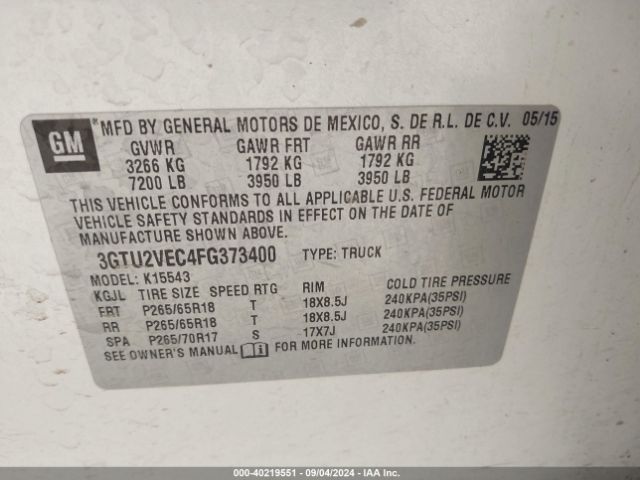 GM
*MFD BY GENERAL MOTORS DE MEXICO, S. DE R.L. DE C.V. 05/15
GVWR GAWR FRT GAWR RR
3266 KG 1792 KG 1792 KG
7200 LB 3950 LB 3950 LB
THIS VEHICLE CONFORMS TO ALL APPLICABLE U.S. FEDERAL MOTOR
VEHICLE SAFETY STANDARDS IN EFFECT ON THE DATE OF
MANUFACTURE SHOWN ABOVE.
3GTU2VEC4FG373400 TYPE: TRUCK
MODEL: K15543
KGJL TIRE SIZE SPEED RTG RIM COLD TIRE PRESSURE
FRT P265/65R18 T 18X8.5J 240KPA(35PSI)
RR P265/65R18 T 18X8.5J 240KPA(35PSI)
SPA P265/70R17 S 17X7J 240KPA(35PSI)
SEE OWNER'S MANUAL FOR MORE INFORMATION.
000-40219551 - 09/04/2024 - IAA Inc.